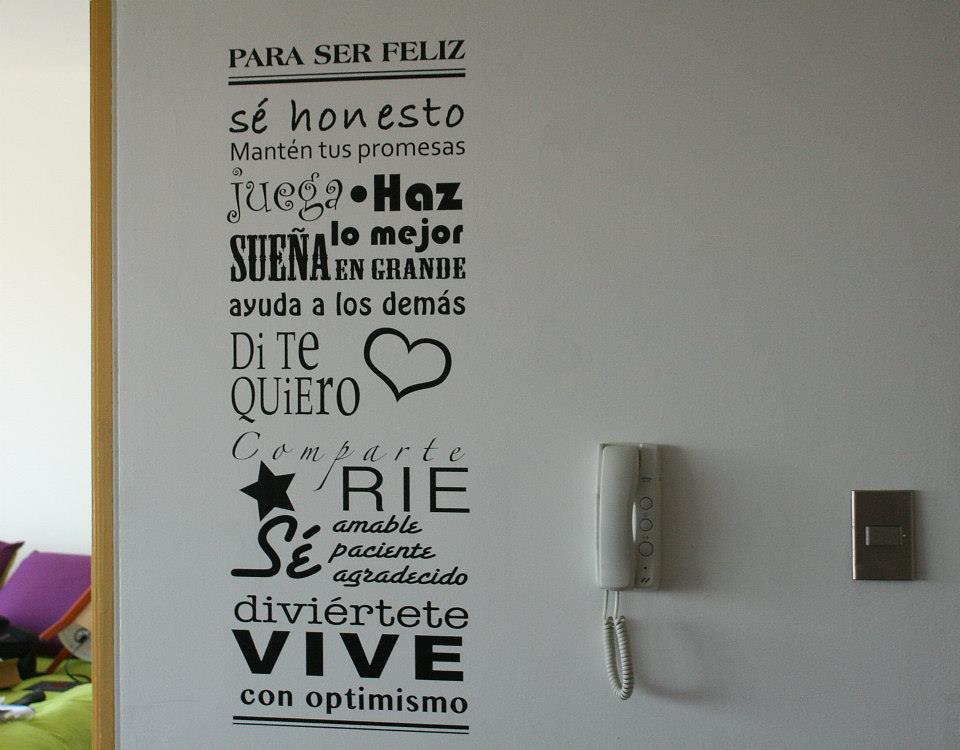 PARA SER FELIZ
sé honesto
Mantén tus promesas
juega •Haz
lo mejor
SUEÑA EN GRANDE
ayuda a los demás
Di Te
QUiEro
Comparte
RIE
Sé amable
paciente
agradecido
diviértete
VIVE
con optimismo